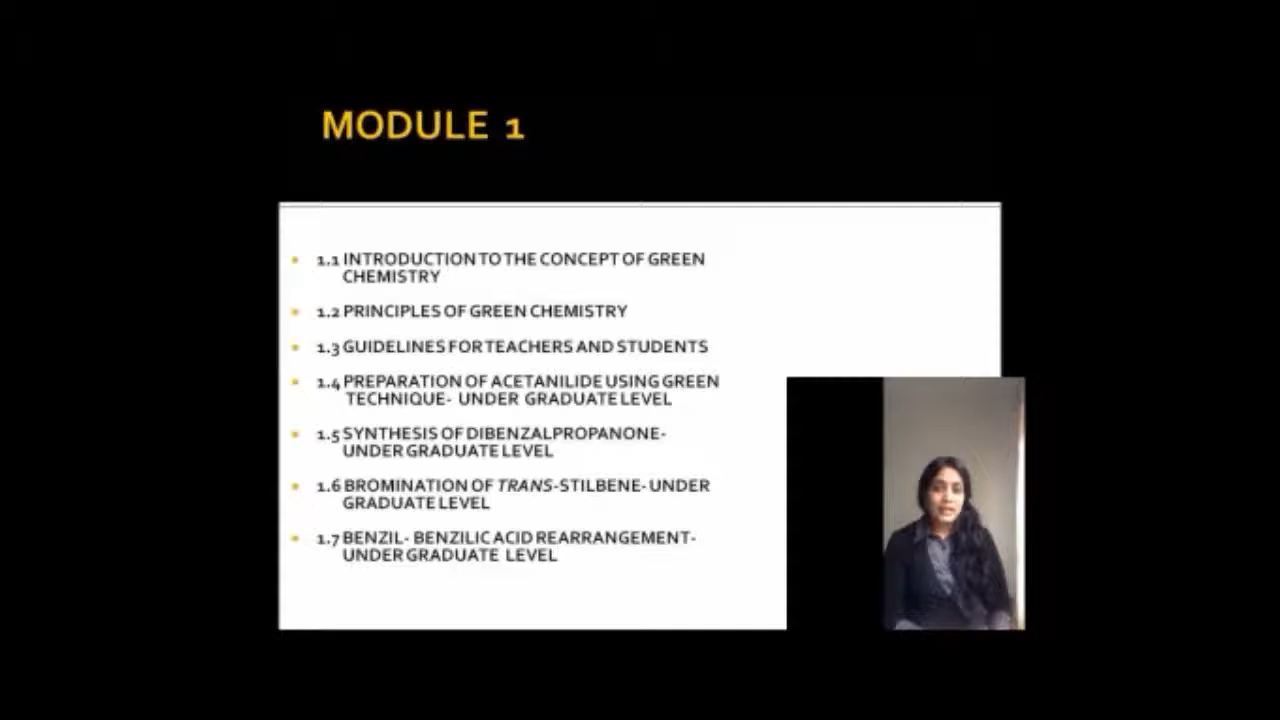 MODULE 1
1.1 INTRODUCTION TO THE CONCEPT OF GREEN
CHEMISTRY
1.2 PRINCIPLES OF GREEN CHEMISTRY
1.3 GUIDELINES FOR TEACHERS AND STUDENTS
1.4 PREPARATION OF ACETANILIDE USING GREEN
TECHNIQUE- UNDER GRADUATE LEVEL
1.5 SYNTHESIS OF DIBENZALPROPANONE-
UNDER GRADUATE LEVEL
1.6 BROMINATION OF TRANS-STILBENE- UNDER
GRADUATE LEVEL
1.7 BENZIL- BENZILIC ACID REARRANGEMENT-
UNDER GRADUATE LEVEL